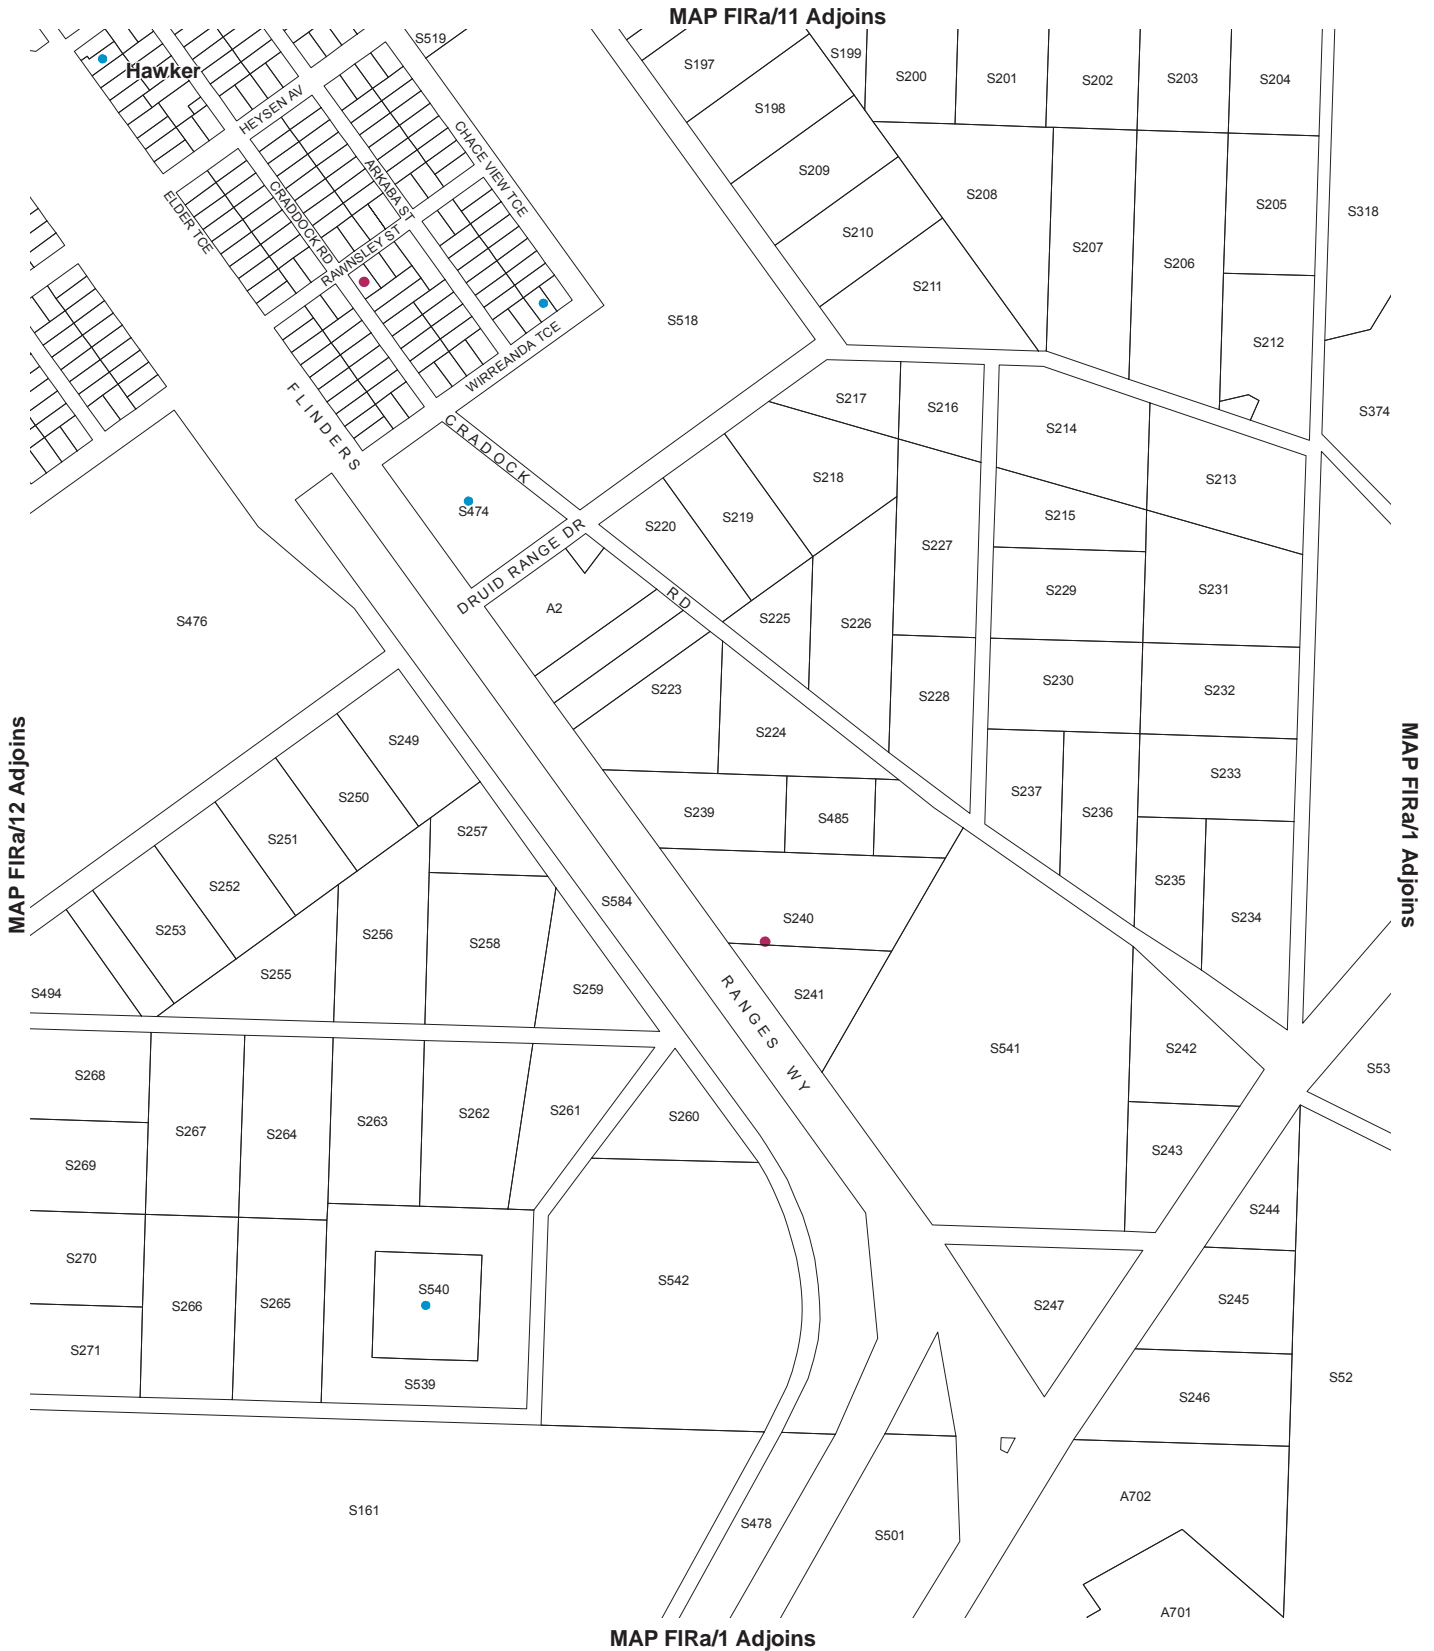 MAP FlRa/11 Adjoins
S519
Hawker
S197
S199
S200
S201
S202
S203
S204
S198
HEYSEN AV
CHACE VIEW TCE
ARKABA ST
CRADDOCK RD
ELDER TCE
RAWNSLEY ST
S209
S208
S205
S318
S210
S207
S206
S211
S518
WIRREANDA TCE
S212
FLINDERS
S217
S216
S214
S374
CRADOCK
S218
S213
S474
S220
S219
S215
S227
DRUID RANGE DR
A2
RD
S229
S231
S476
S225
S226
S223
S228
S230
S232
S224
MAP FlRa/12 Adjoins
MAP FlRa/1 Adjoins
S249
S250
S233
S237
S236
S239
S485
S257
S251
S252
S235
S253
S256
S258
S584
S240
S234
S255
S259
S494
S241
RANGES WY
S541
S242
S53
S268
S267
S264
S263
S262
S261
S260
S269
S243
S244
S270
S540
S542
S266
S265
S247
S245
S271
S539
S52
S246
S161
S478
S501
A702
A701
MAP FlRa/1 Adjoins